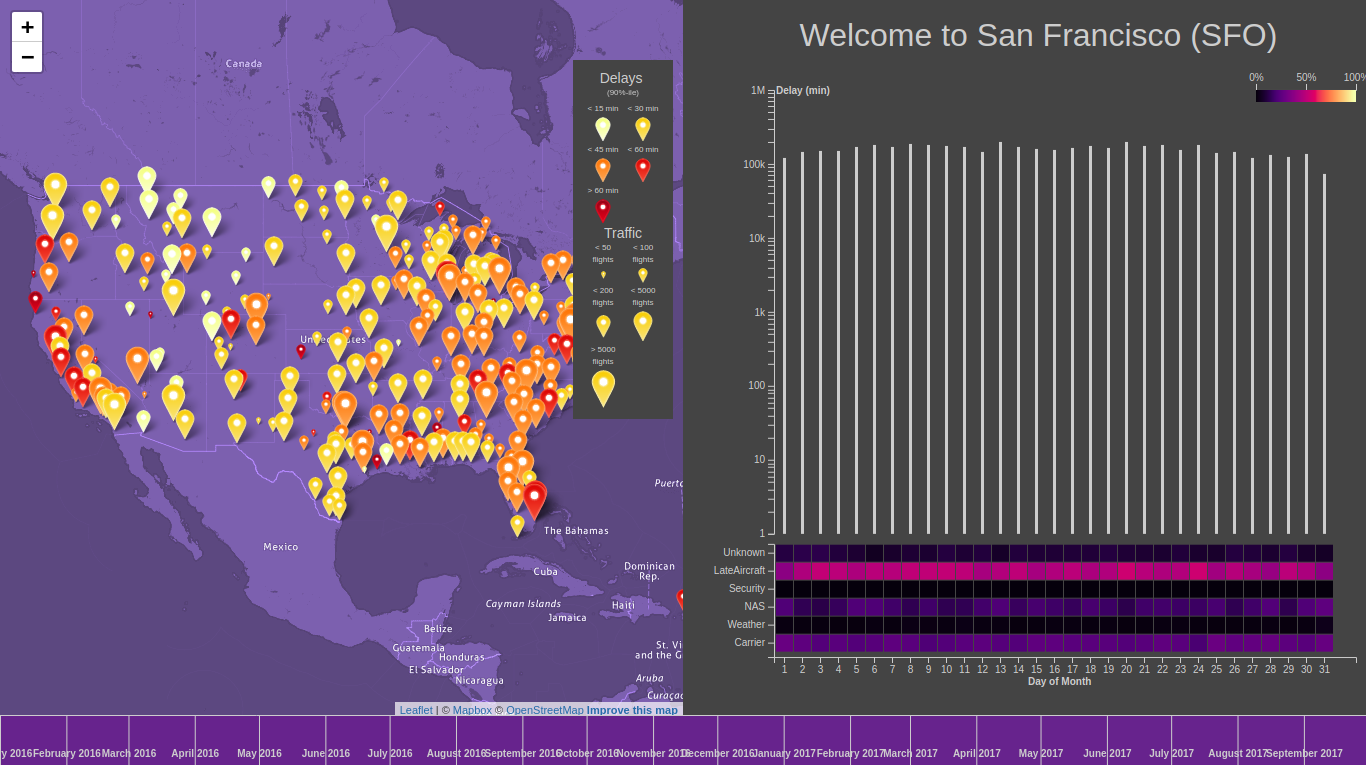 +
−
Canada
United States
Mexico
The Bahamas
Cuba
Dominican
Rep.
Cayman Islands
Haiti
Jamaica
Belize
Guatemala
Honduras
El Salvador
Nicaragua
Puerto
St. Vi
and the G
Aruba
Curaçao
Delays
(90%-ile)
< 15 min
< 30 min
< 45 min
< 60 min
> 60 min
Traffic
< 50
flights
< 100
flights
< 200
flights
< 5000
flights
> 5000
flights
Leaflet | © Mapbox © OpenStreetMap Improve this map
Welcome to San Francisco (SFO)
0% 50% 100%
Delay (min)
1M
100k
10k
1k
100
10
1
Unknown
LateAircraft
Security
NAS
Weather
Carrier
1 2 3 4 5 6 7 8 9 10 11 12 13 14 15 16 17 18 19 20 21 22 23 24 25 26 27 28 29 30 31
Day of Month
y 2016 February 2016 March 2016 April 2016 May 2016 June 2016 July 2016 August 2016 September 2016 October 2016 November 2016 December 2016 January 2017 February 2017 March 2017 April 2017 May 2017 June 2017 July 2017 August 2017 September 2017